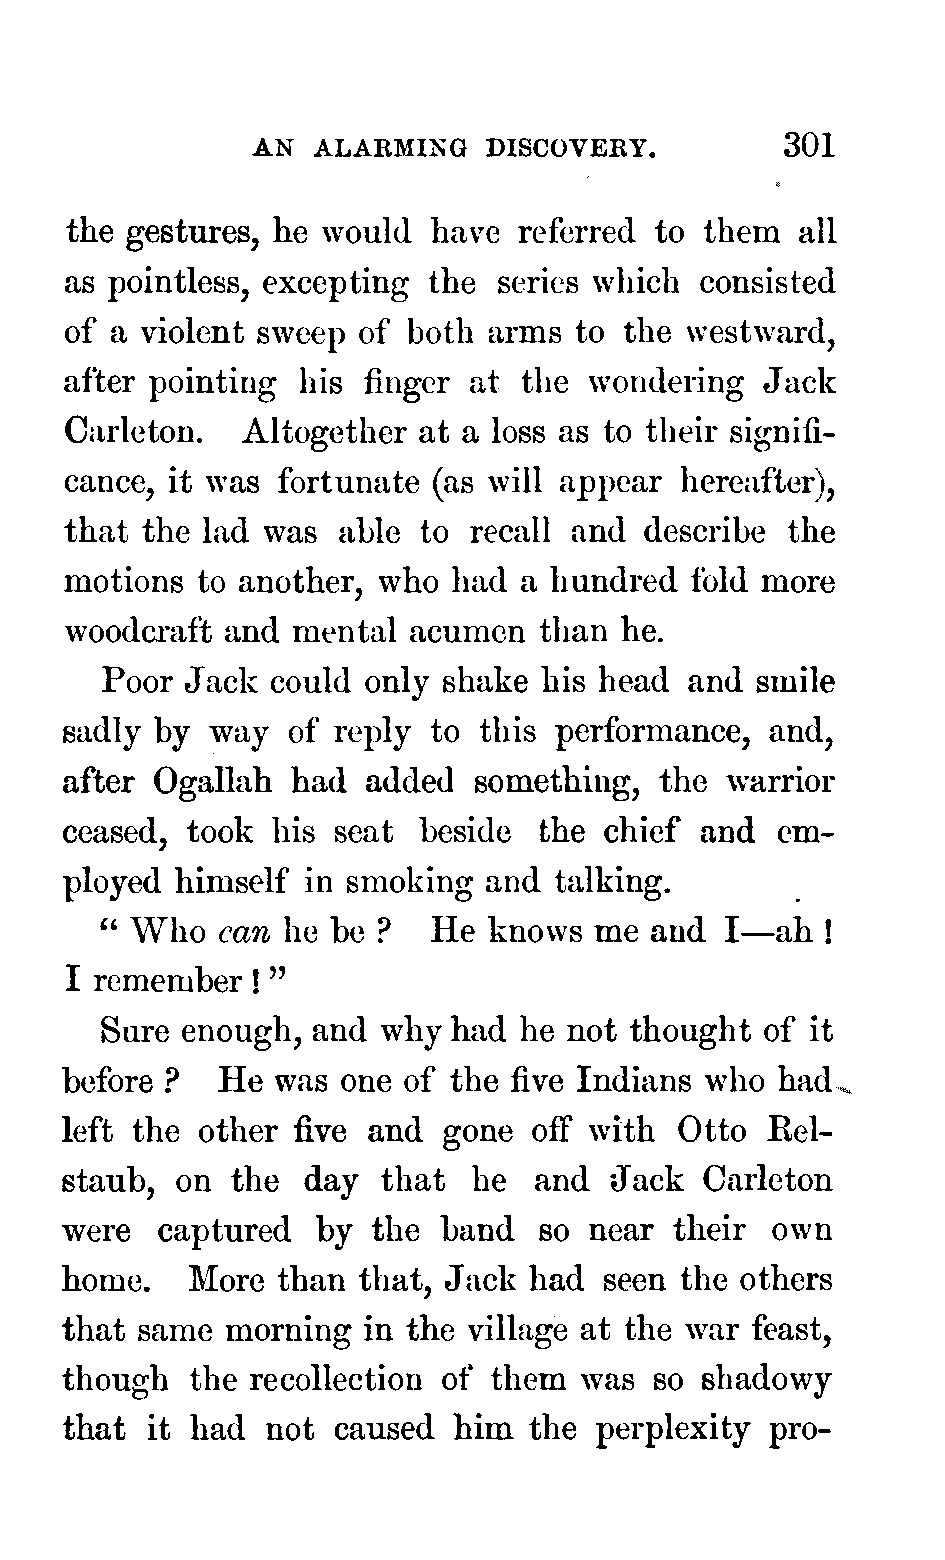 AN ALARMING DISCOVERY. 301
the gestures, he would have referred to them all
as pointless, excepting the series which consisted
of a violent sweep of both arms to the westward,
after pointing his finger at the wondering Jack
Carleton. Altogether at a loss as to their signifi-
cance, it was fortunate (as will appear hereafter),
that the lad was able to recall and describe the
motions to another, who had a hundred fold more
woodcraft and mental acumen than he.
Poor Jack could only shake his head and smile
sadly by way of reply to this performance, and,
after Ogallah had added something, the warrior
ceased, took his seat beside the chief and em-
ployed himself in smoking and talking.
“ Who can he be ? He knows me and I—ah !
I remember ! ”
Sure enough, and why had he not thought of it
before ? He was one of the five Indians who had
left the other five and gone off with Otto Rel-
staub, on the day that he and Jack Carleton
were captured by the band so near their own
home. More than that, Jack had seen the others
that same morning in the village at the war feast,
though the recollection of them was so shadowy
that it had not caused him the perplexity pro-